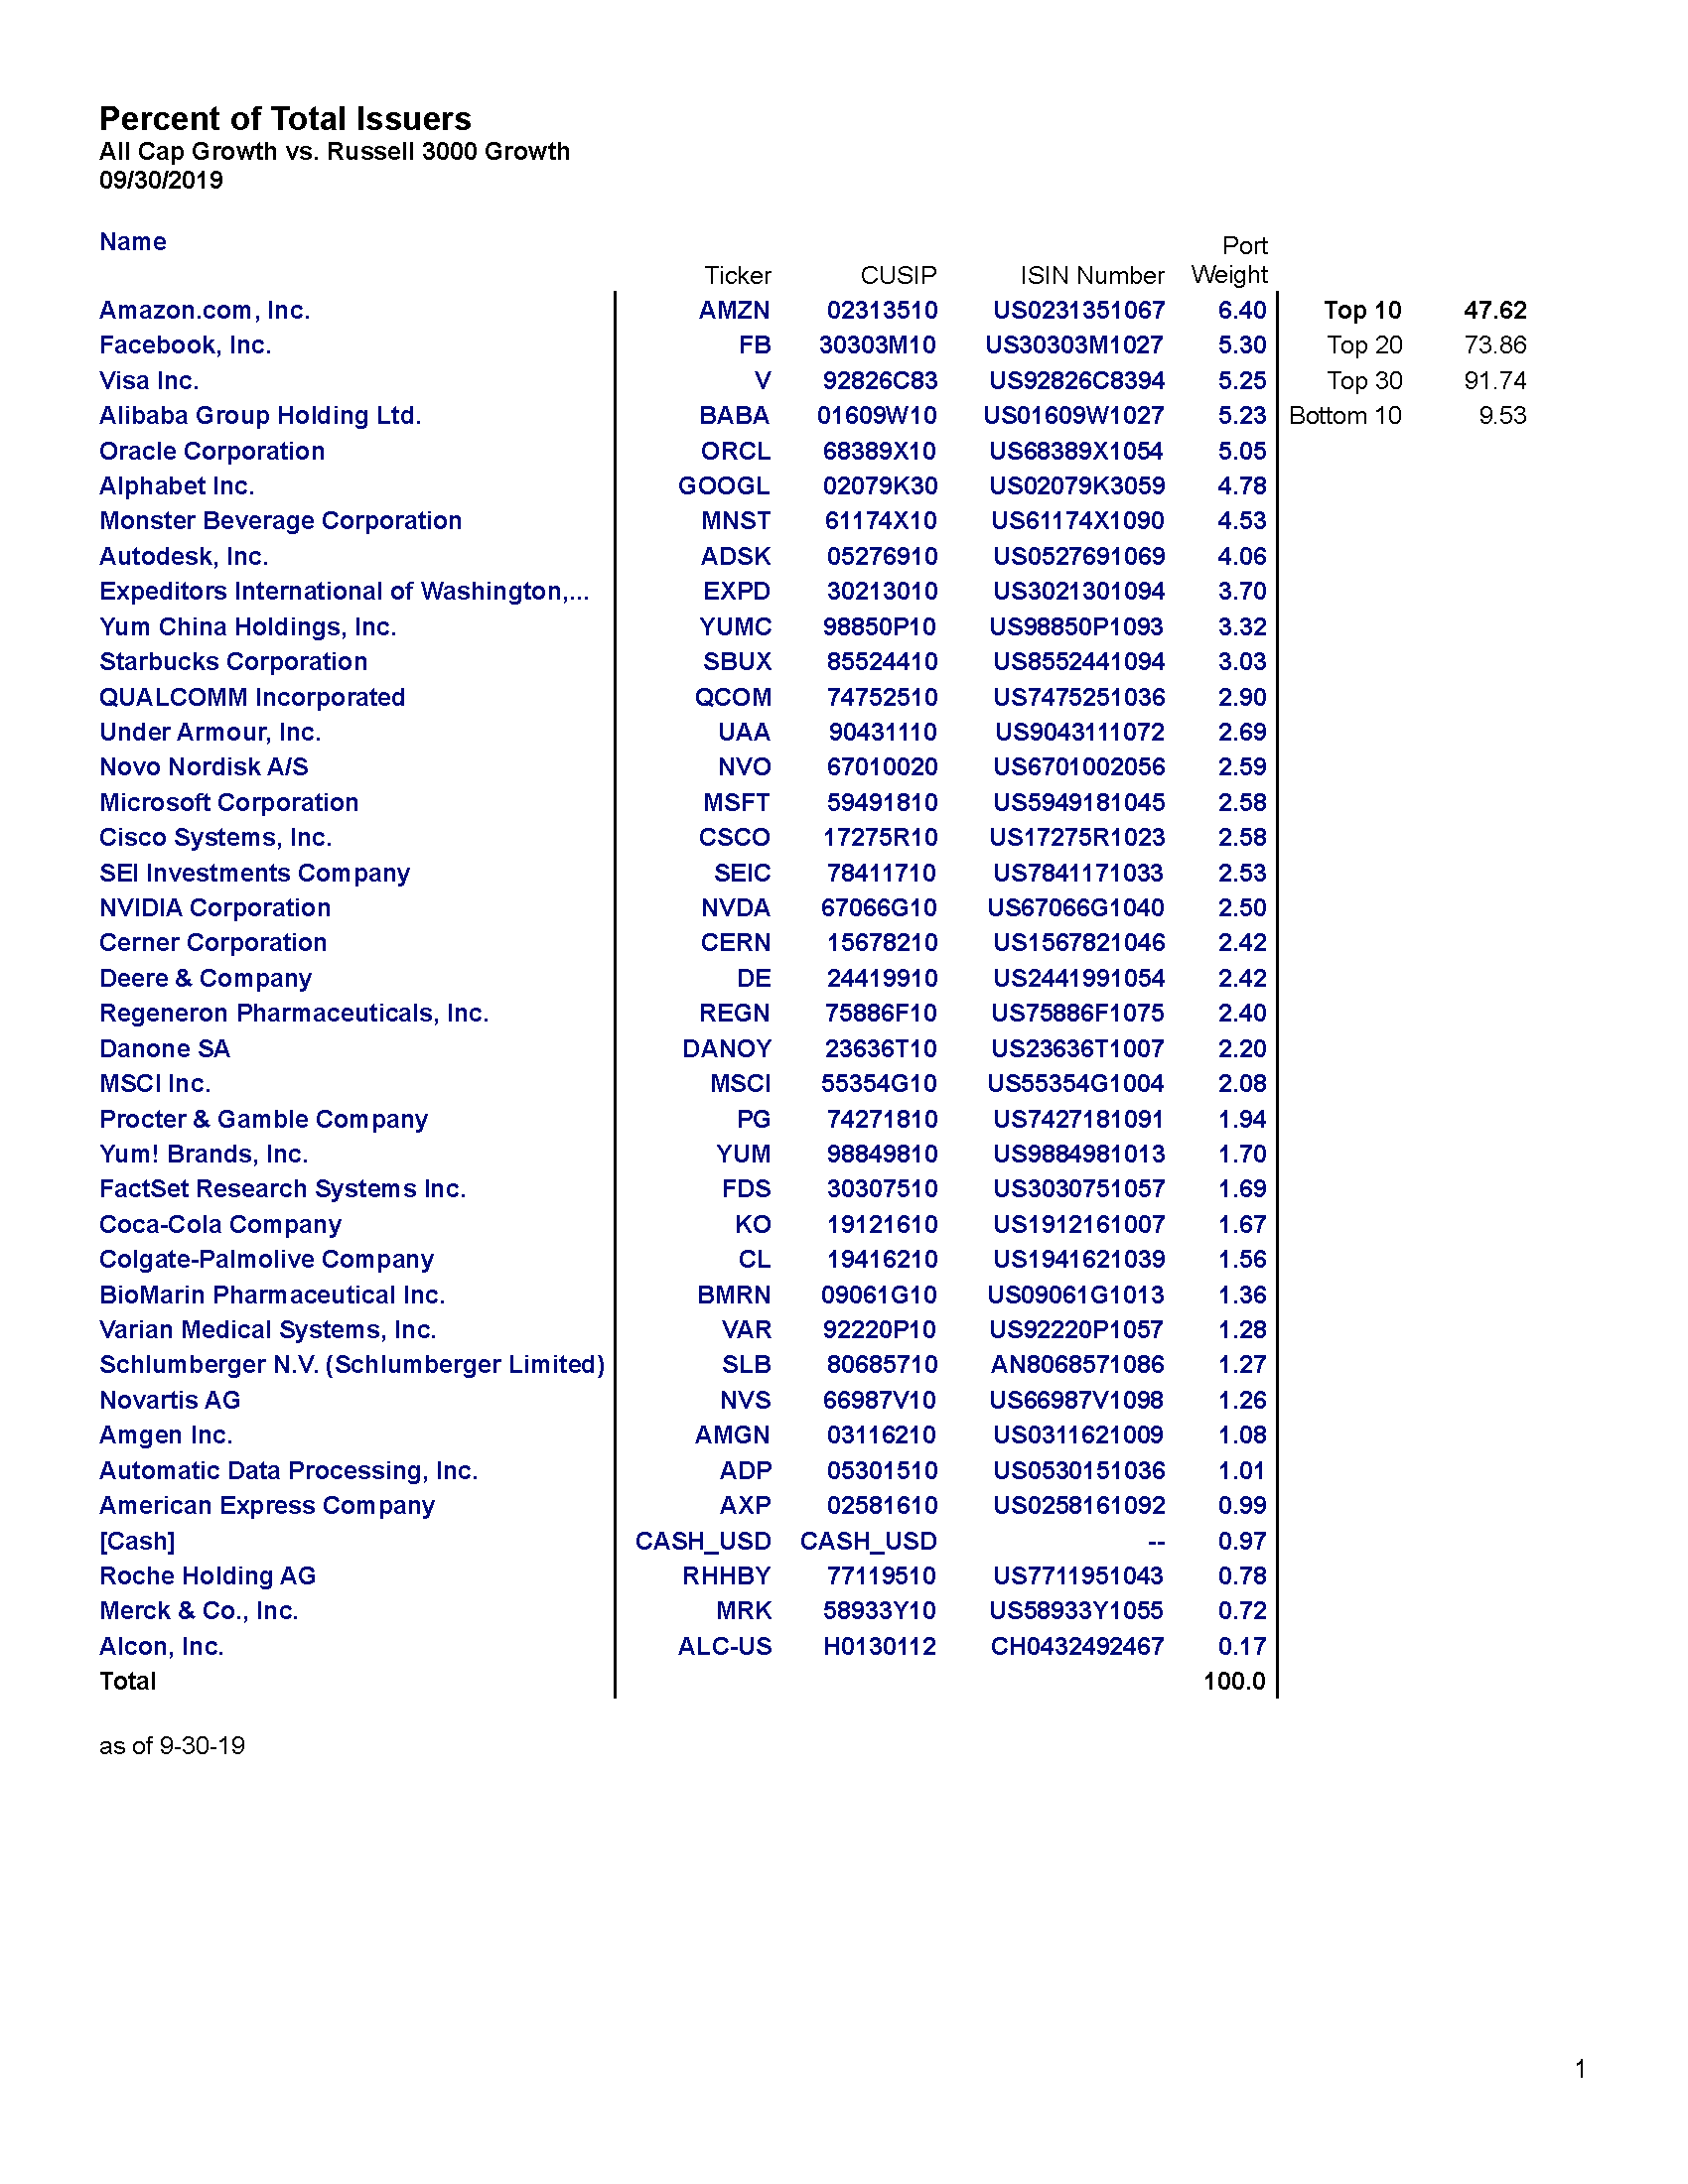 Percent of Total Issuers
All Cap Growth vs. Russell 3000 Growth
09/30/2019
Name Ticker CUSIP ISIN Number Port Weight
Amazon.com, Inc. AMZN 02313510 US0231351067 6.40 Top 10 47.62
Facebook, Inc. FB 30303M10 US30303M1027 5.30 Top 20 73.86
Visa Inc. V 92826C83 US92826C8394 5.25 Top 30 91.74
Alibaba Group Holding Ltd. BABA 01609W10 US01609W1027 5.23 Bottom 10 9.53
Oracle Corporation ORCL 68389X10 US68389X1054 5.05
Alphabet Inc. GOOGL 02079K30 US02079K3059 4.78
Monster Beverage Corporation MNST 61174X10 US61174X1090 4.53
Autodesk, Inc. ADSK 05276910 US0527691069 4.06
Expeditors International of Washington,... EXPD 30213010 US3021301094 3.70
Yum China Holdings, Inc. YUMC 98850P10 US98850P1093 3.32
Starbucks Corporation SBUX 85524410 US8552441094 3.03
QUALCOMM Incorporated QCOM 74752510 US7475251036 2.90
Under Armour, Inc. UAA 90431110 US9043111072 2.69
Novo Nordisk A/S NVO 67010020 US6701002056 2.59
Microsoft Corporation MSFT 59491810 US5949181045 2.58
Cisco Systems, Inc. CSCO 17275R10 US17275R1023 2.58
SEI Investments Company SEIC 78411710 US7841171033 2.53
NVIDIA Corporation NVDA 67066G10 US67066G1040 2.50
Cerner Corporation CERN 15678210 US1567821046 2.42
Deere & Company DE 24419910 US2441991054 2.42
Regeneron Pharmaceuticals, Inc. REGN 75886F10 US75886F1075 2.40
Danone SA DANOY 23636T10 US23636T1007 2.20
MSCI Inc. MSCI 55354G10 US55354G1004 2.08
Procter & Gamble Company PG 74271810 US7427181091 1.94
Yum! Brands, Inc. YUM 98849810 US9884981013 1.70
FactSet Research Systems Inc. FDS 30307510 US3030751057 1.69
Coca-Cola Company KO 19121610 US1912161007 1.67
Colgate-Palmolive Company CL 19416210 US1941621039 1.56
BioMarin Pharmaceutical Inc. BMRN 09061G10 US09061G1013 1.36
Varian Medical Systems, Inc. VAR 92220P10 US92220P1057 1.28
Schlumberger N.V. (Schlumberger Limited) SLB 80685710 AN8068571086 1.27
Novartis AG NVS 66987V10 US66987V1098 1.26
Amgen Inc. AMGN 03116210 US0311621009 1.08
Automatic Data Processing, Inc. ADP 05301510 US0530151036 1.01
American Express Company AXP 02581610 US0258161092 0.99
[Cash] CASH_USD CASH_USD -- 0.97
Roche Holding AG RHHBY 77119510 US7711951043 0.78
Merck & Co., Inc. MRK 58933Y10 US58933Y1055 0.72
Alcon, Inc. ALC-US H0130112 CH0432492467 0.17
Total 100.0
as of 9-30-19
1